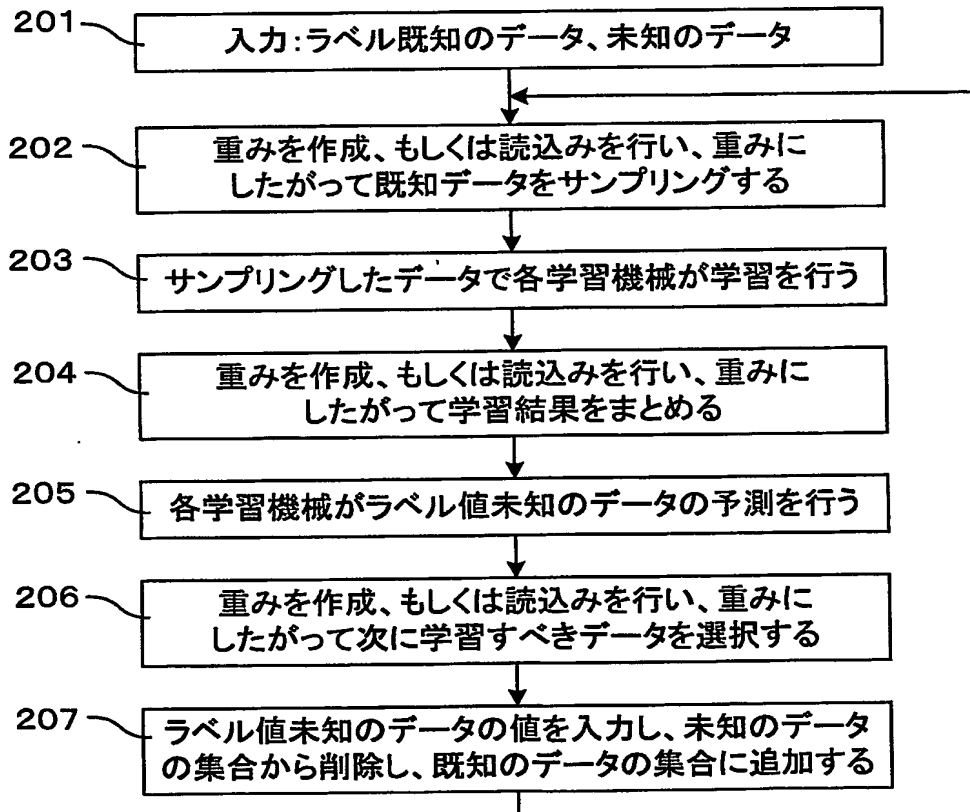 201
入力:ラベル既知のデータ、未知のデータ
202
重みを作成、もしくは読込みを行い、重みに
したがって既知データをサンプリングする
203
サンプリングしたデータで各学習機械が学習を行う
204
重みを作成、もしくは読込みを行い、重みに
したがって学習結果をまとめる
205
各学習機械がラベル値未知のデータの予測を行う
206
重みを作成、もしくは読込みを行い、重みに
したがって次に学習すべきデータを選択する
207
ラベル値未知のデータの値を入力し、未知のデータ
の集合から削除し、既知のデータの集合に追加する